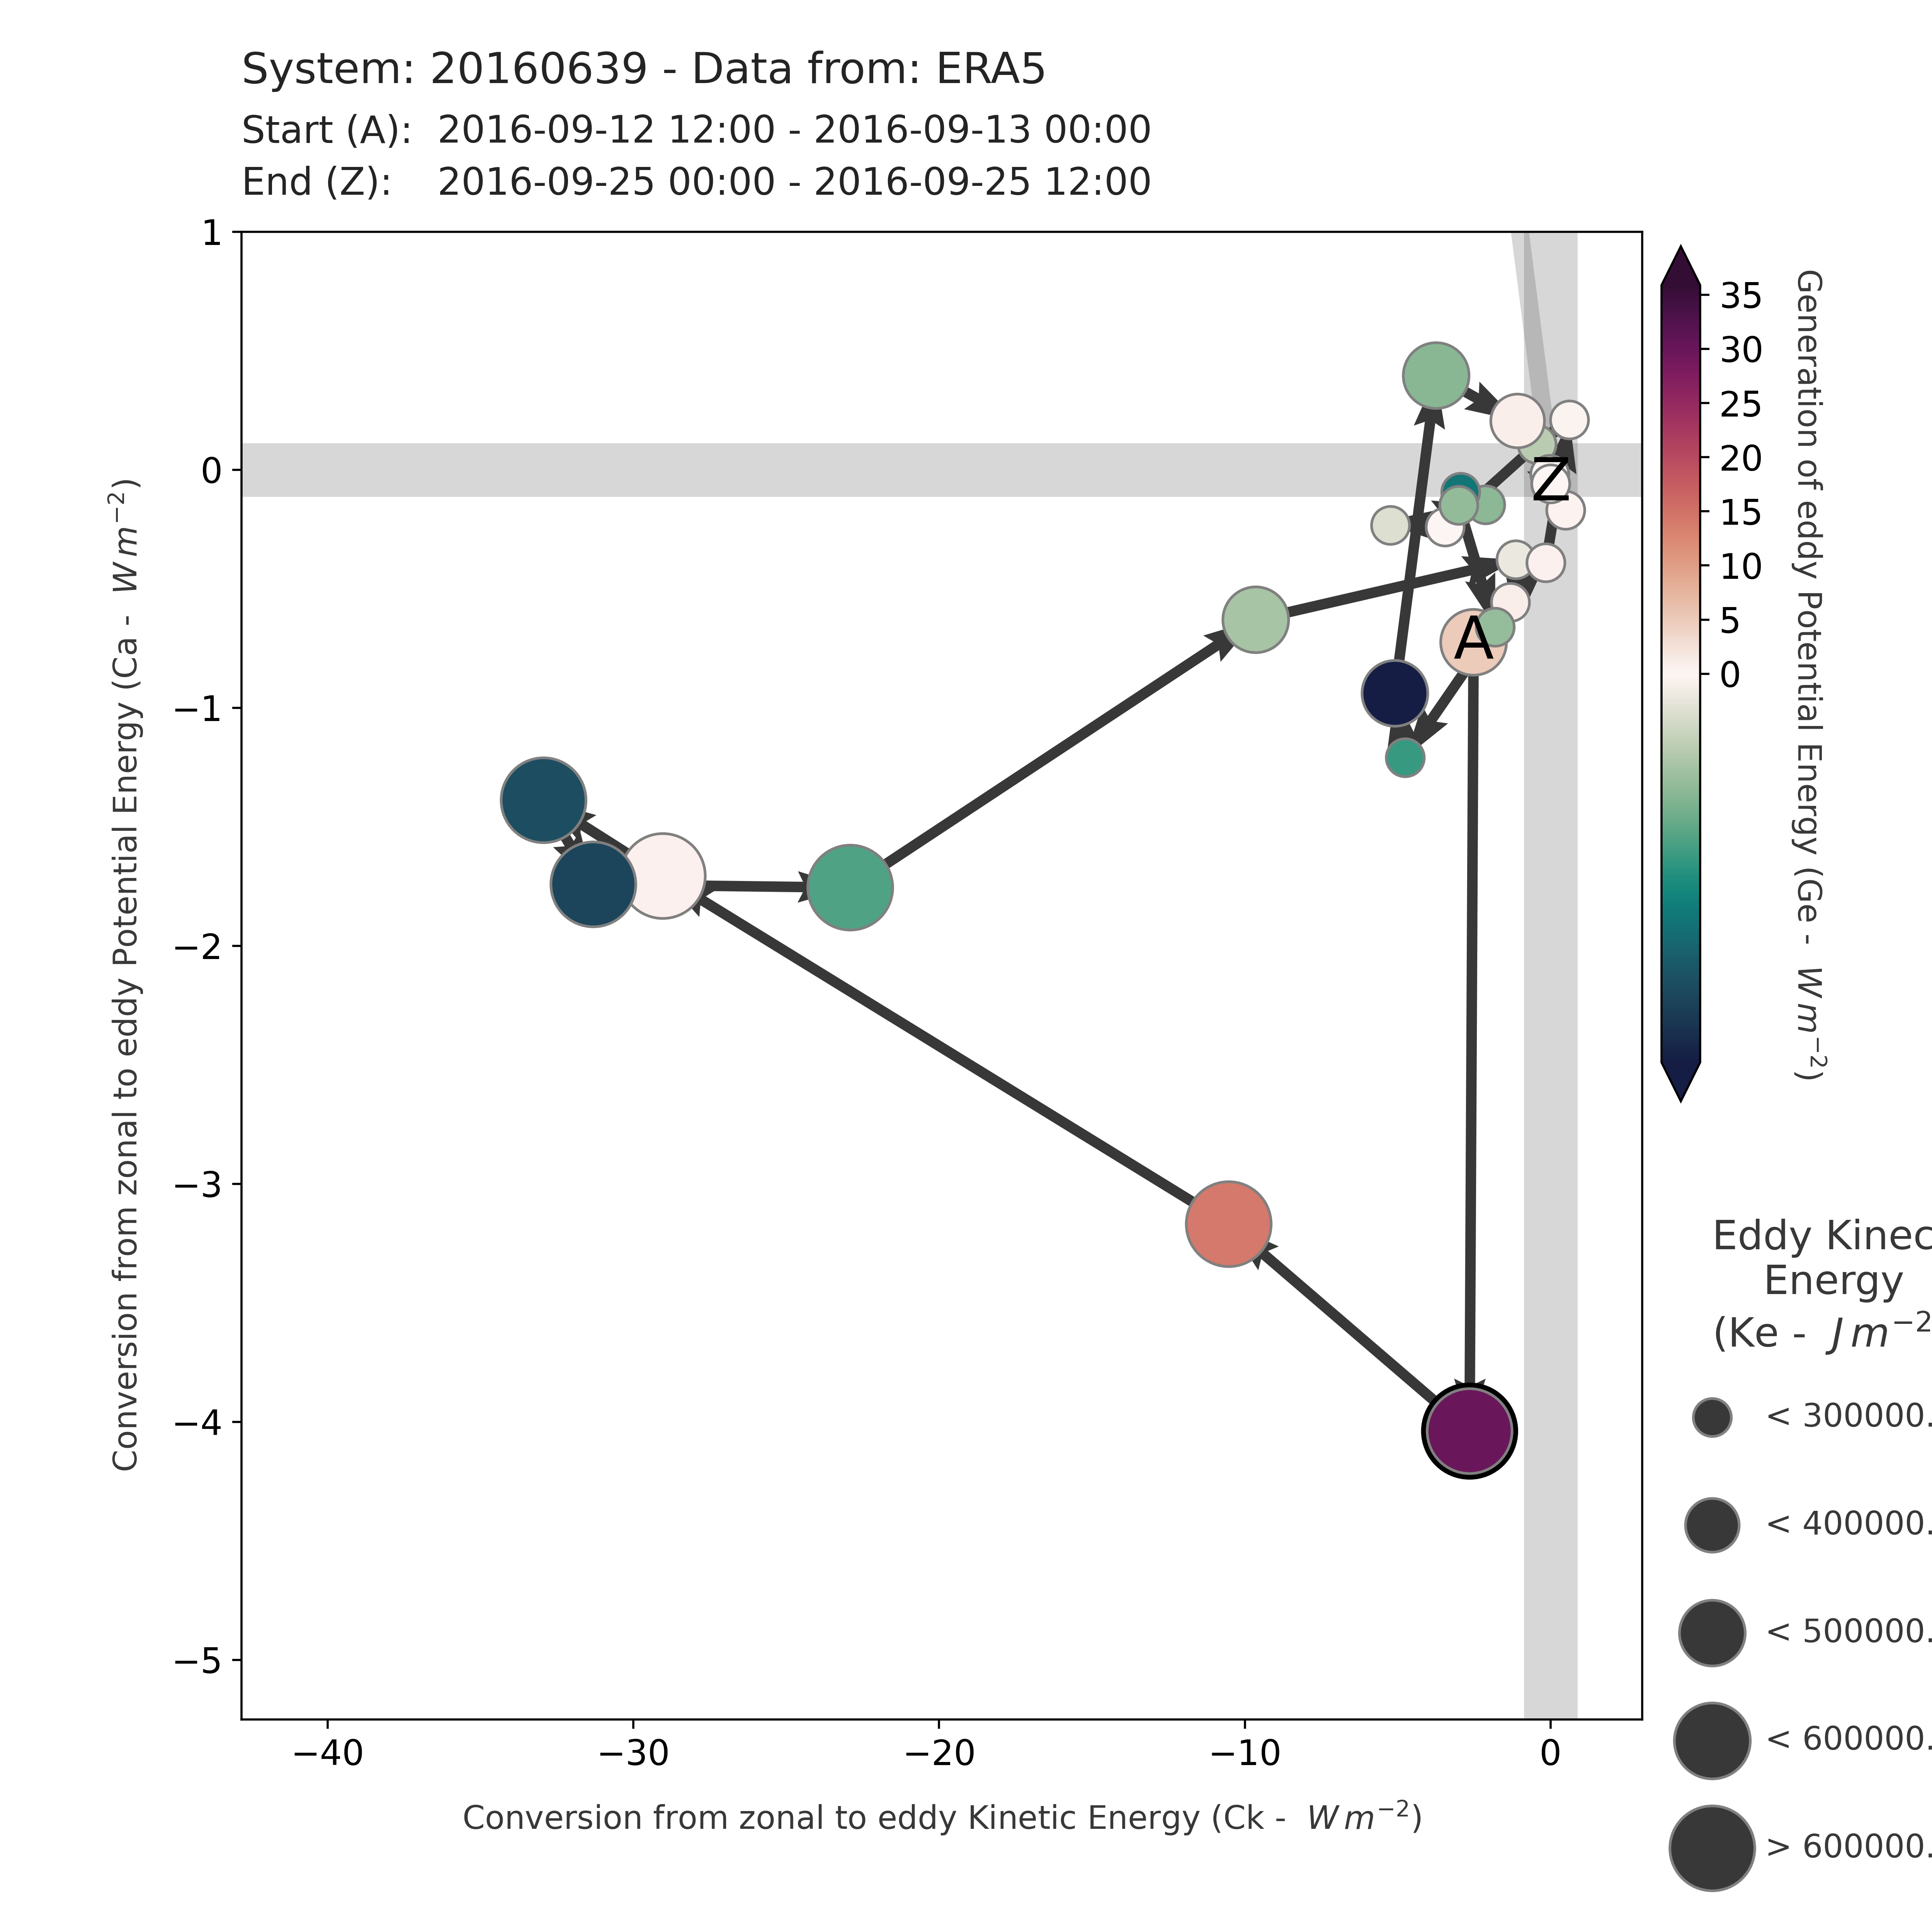 System: 20160639 - Data from: ERA5
Start (A): 2016-09-12 12:00 - 2016-09-13 00:00
End (Z): 2016-09-25 00:00 - 2016-09-25 12:00
1
0
−1
−2
−3
−4
−5
Conversion from zonal to eddy Potential Energy (Ca - W m⁻²)
Z
A
−40
−30
−20
−10
0
Conversion from zonal to eddy Kinetic Energy (Ck - W m⁻²)
35
30
25
20
15
10
5
0
Generation of eddy Potential Energy (Ge - W m⁻²)
Eddy Kinec
Energy
(Ke - J m⁻²
< 300000.
< 400000.
< 500000.
< 600000.
> 600000.